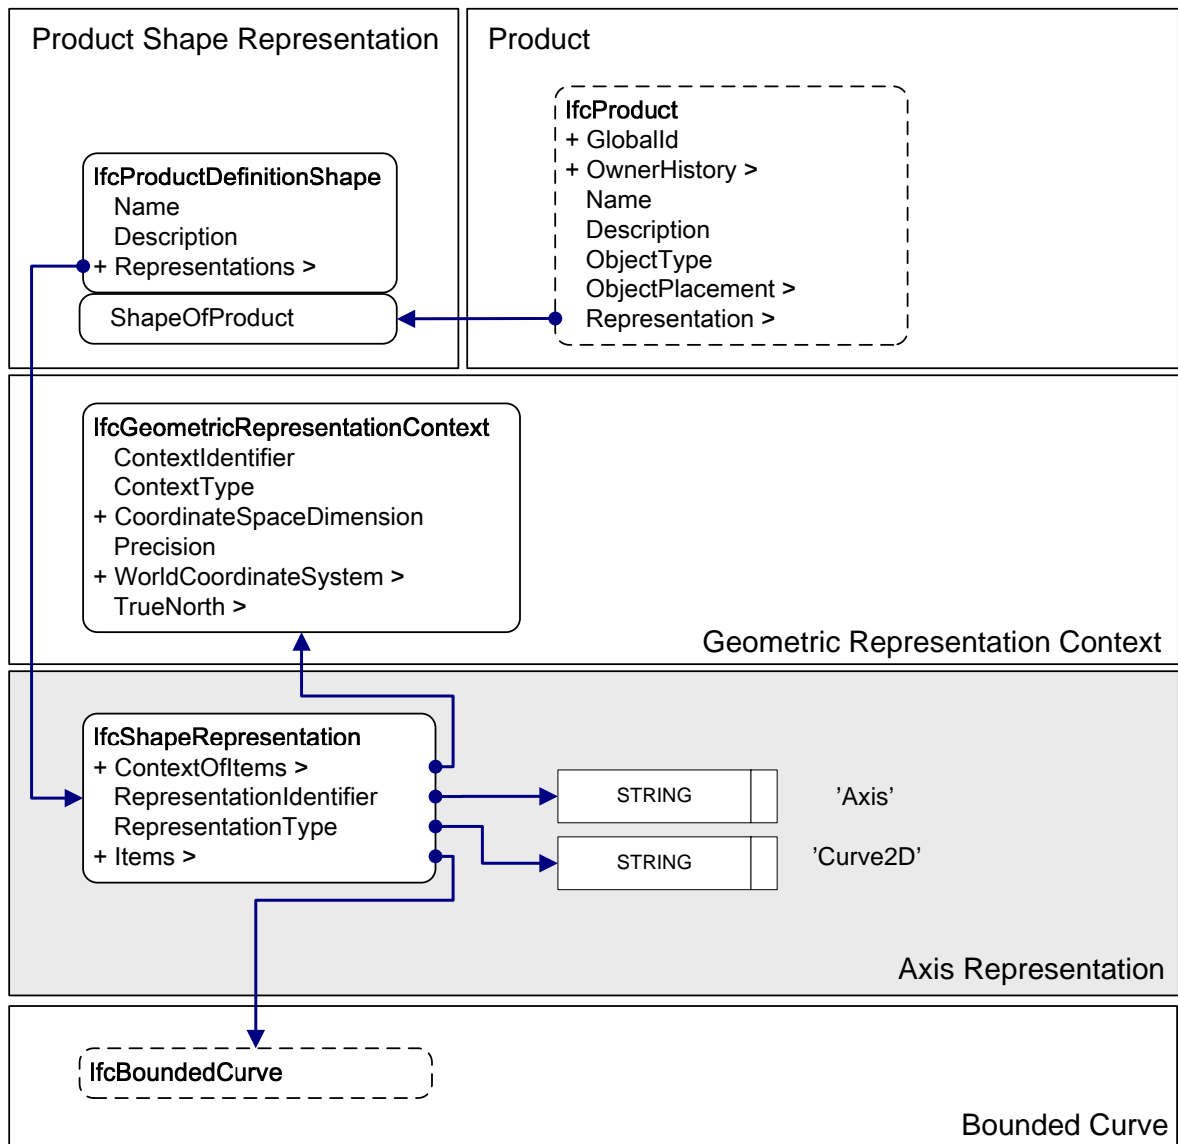 Product Shape Representation
Product
IfcProduct
+ GlobalId
+ OwnerHistory >
Name
Description
ObjectType
ObjectPlacement >
Representation >
IfcProductDefinitionShape
Name
Description
+ Representations >
ShapeOfProduct
IfcGeometricRepresentationContext
ContextIdentifier
ContextType
+ CoordinateSpaceDimension
Precision
+ WorldCoordinateSystem >
TrueNorth >
Geometric Representation Context
IfcShapeRepresentation
+ ContextOfItems >
RepresentationIdentifier
RepresentationType
+ Items >
STRING
’Axis’
STRING
’Curve2D’
Axis Representation
IfcBoundedCurve
Bounded Curve